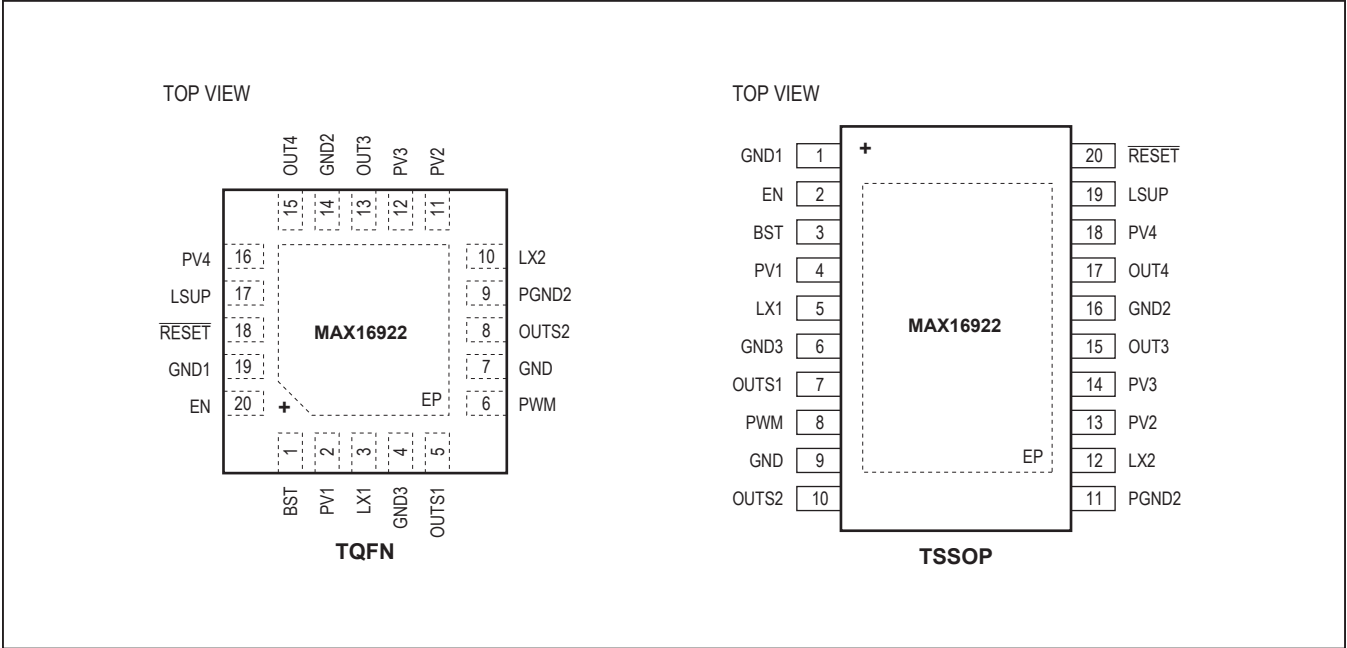 TOP VIEW
OUT4 GND2 OUT3 PV3 PV2
15 14 13 12 11
PV4 16
LSUP 17
RESET 18
GND1 19
EN 20
10 LX2
9 PGND2
8 OUTS2
7 GND
6 PWM
MAX16922
+
EP
1 2 3 4 5
BST PV1 LX1 GND3 OUTS1
TQFN
TOP VIEW
+
GND1 1
EN 2
BST 3
PV1 4
LX1 5
GND3 6
OUTS1 7
PWM 8
GND 9
OUTS2 10
MAX16922
EP
20 RESET
19 LSUP
18 PV4
17 OUT4
16 GND2
15 OUT3
14 PV3
13 PV2
12 LX2
11 PGND2
TSSOP